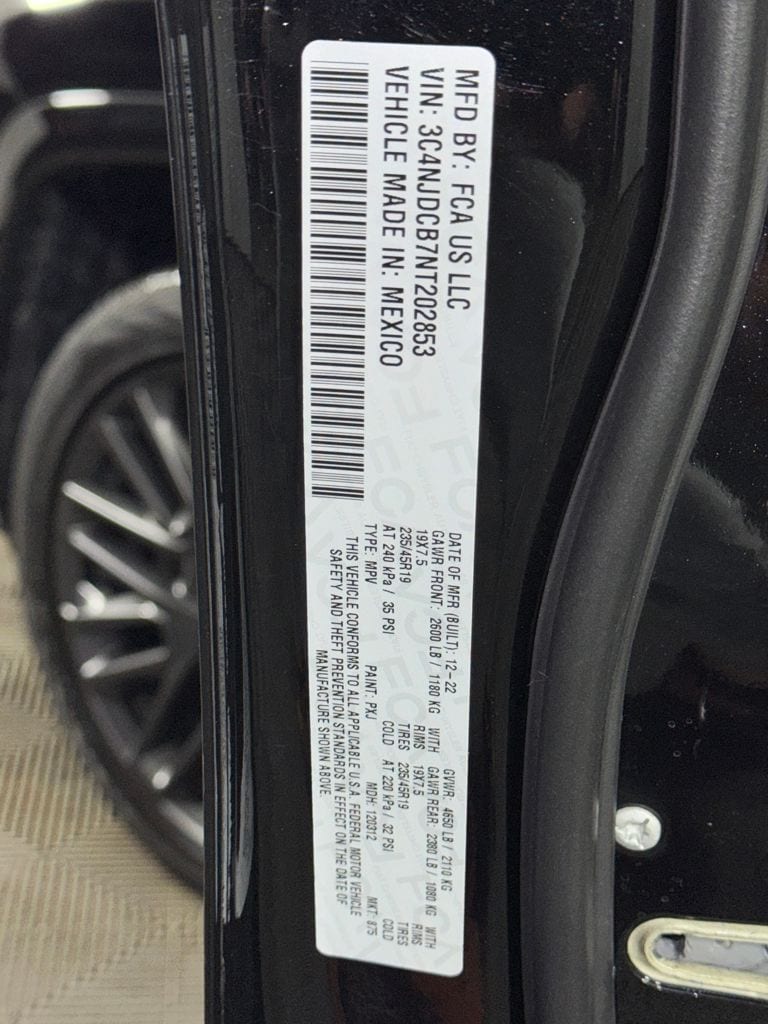 MFD BY: FCA US LLC
VIN: 3C4NJDCB7NT202853
VEHICLE MADE IN: MEXICO
DATE OF MFR (BUILT): 12-22 GVWR: 4650 LB / 2110 KG
GAWR FRONT: 2600 LB / 1180 KG WITH GAWR REAR: 2380 LB / 1080 KG WITH
19X7.5 RIMS 19X7.5 RIMS
235/45R19 TIRES 235/45R19 TIRES
AT 240 kPa / 35 PSI COLD AT 220 kPa / 32 PSI COLD
TYPE: MPV PAINT: PXJ MDH: 120312 MKT: 875
THIS VEHICLE CONFORMS TO ALL APPLICABLE U.S.A. FEDERAL MOTOR VEHICLE
SAFETY AND THEFT PREVENTION STANDARDS IN EFFECT ON THE DATE OF
MANUFACTURE SHOWN ABOVE.